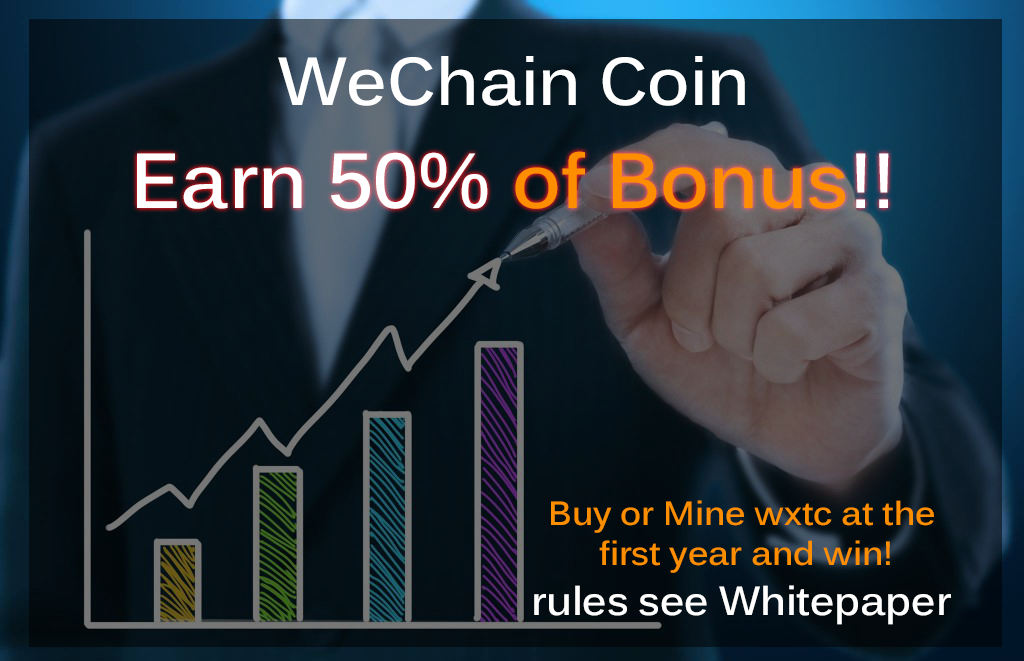 WeChain Coin
Earn 50% of Bonus!!
Buy or Mine wxtc at the
first year and win!
rules see Whitepaper